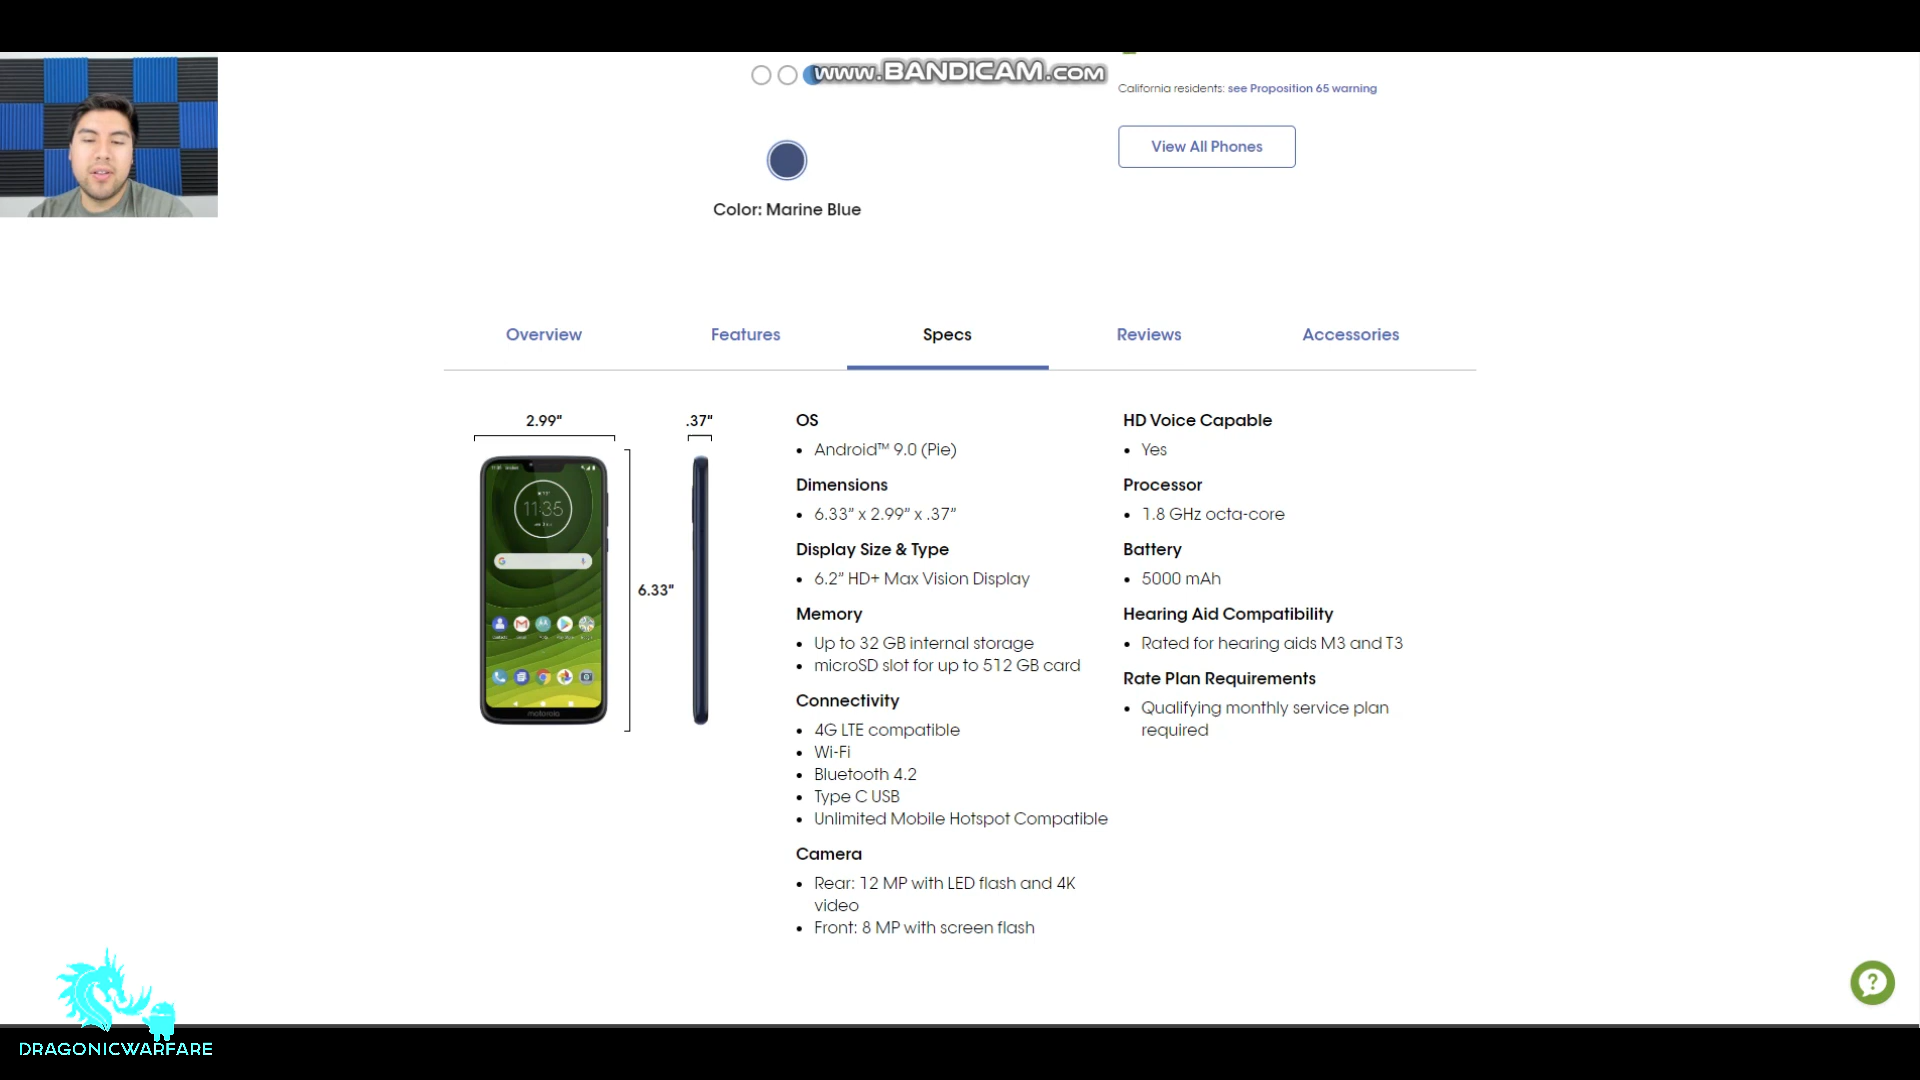 www.BANDICAM.com
California residents: see Proposition 65 warning
View All Phones
Color: Marine Blue
Overview
Features
Specs
Reviews
Accessories
2.99"
.37"
11:35
6.33"
motorola
OS
• Android™ 9.0 (Pie)
Dimensions
• 6.33” x 2.99” x .37”
Display Size & Type
• 6.2” HD+ Max Vision Display
Memory
• Up to 32 GB internal storage
• microSD slot for up to 512 GB card
Connectivity
• 4G LTE compatible
• Wi-Fi
• Bluetooth 4.2
• Type C USB
• Unlimited Mobile Hotspot Compatible
Camera
• Rear: 12 MP with LED flash and 4K
video
• Front: 8 MP with screen flash
HD Voice Capable
• Yes
Processor
• 1.8 GHz octa-core
Battery
• 5000 mAh
Hearing Aid Compatibility
• Rated for hearing aids M3 and T3
Rate Plan Requirements
• Qualifying monthly service plan
required
?
DRAGONICWARFARE